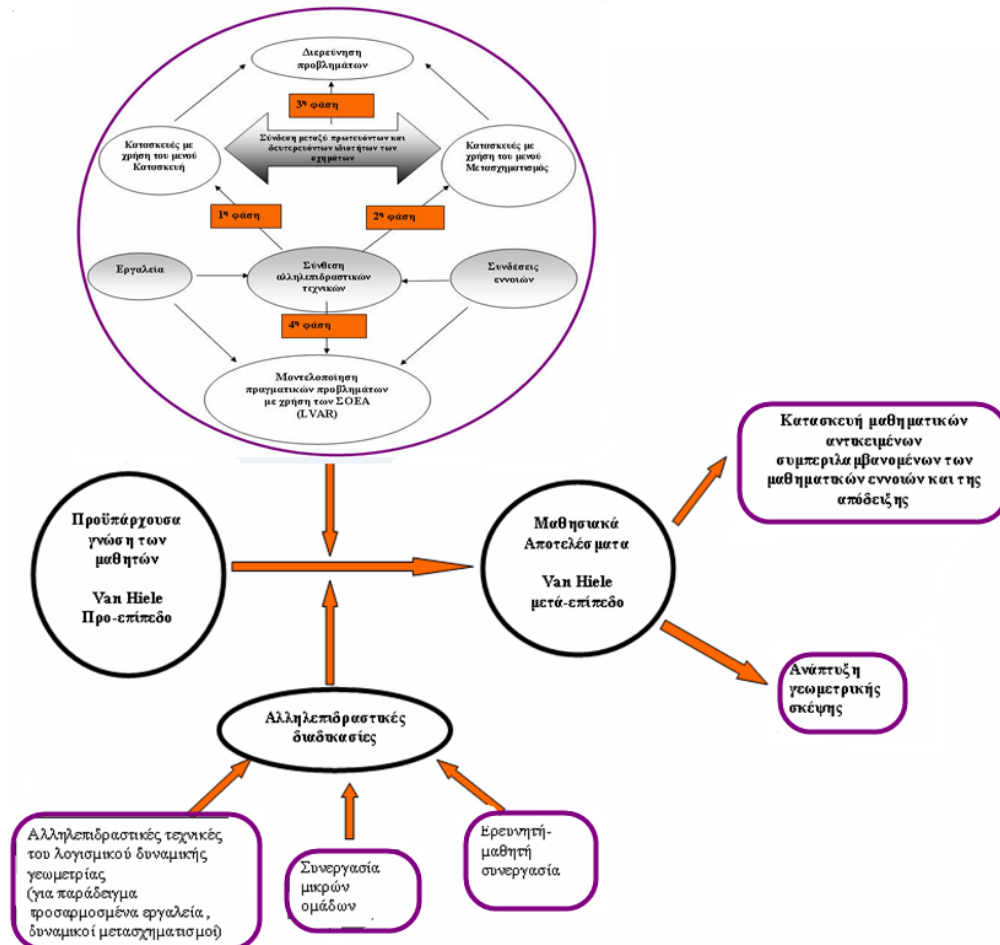 Διερεύνηση
προβλημάτων
3η φάση
Σύνδεση μεταξύ πρωτευόντων και
δευτερευόντων ιδιοτήτων των
σχημάτων
Κατασκευές με
χρήση του μενού
Κατασκευή
Κατασκευές με
χρήση του μενού
Μετασχηματισμός
1η φάση
2η φάση
Εργαλεία
Σύνθεση
αλληλεπιδραστικών
τεχνικών
Συνδέσεις
εννοιών
4η φάση
Μοντελοποίηση
πραγματικών προβλημάτων
με χρήση των ΣΟΕΑ
(LVAR)
Κατασκευή μαθηματικών
αντικειμένων
συμπεριλαμβανομένων των
μαθηματικών εννοιών και της
απόδειξης
Προϋπάρχουσα
γνώση των
μαθητών
Van Hiele
Προ-επίπεδο
Μαθησιακά
Αποτελέσματα
Van Hiele
μετά-επίπεδο
Ανάπτυξη
γεωμετρικής
σκέψης
Αλληλεπιδραστικές
διαδικασίες
Αλληλεπιδραστικές τεχνικές
του λογισμικού δυναμικής
γεωμετρίας
(για παράδειγμα
προσαρμοσμένα εργαλεία,
δυναμικοί μετασχηματισμοί)
Συνεργασία
μικρών
ομάδων
Ερευνητή-
μαθητή
συνεργασία